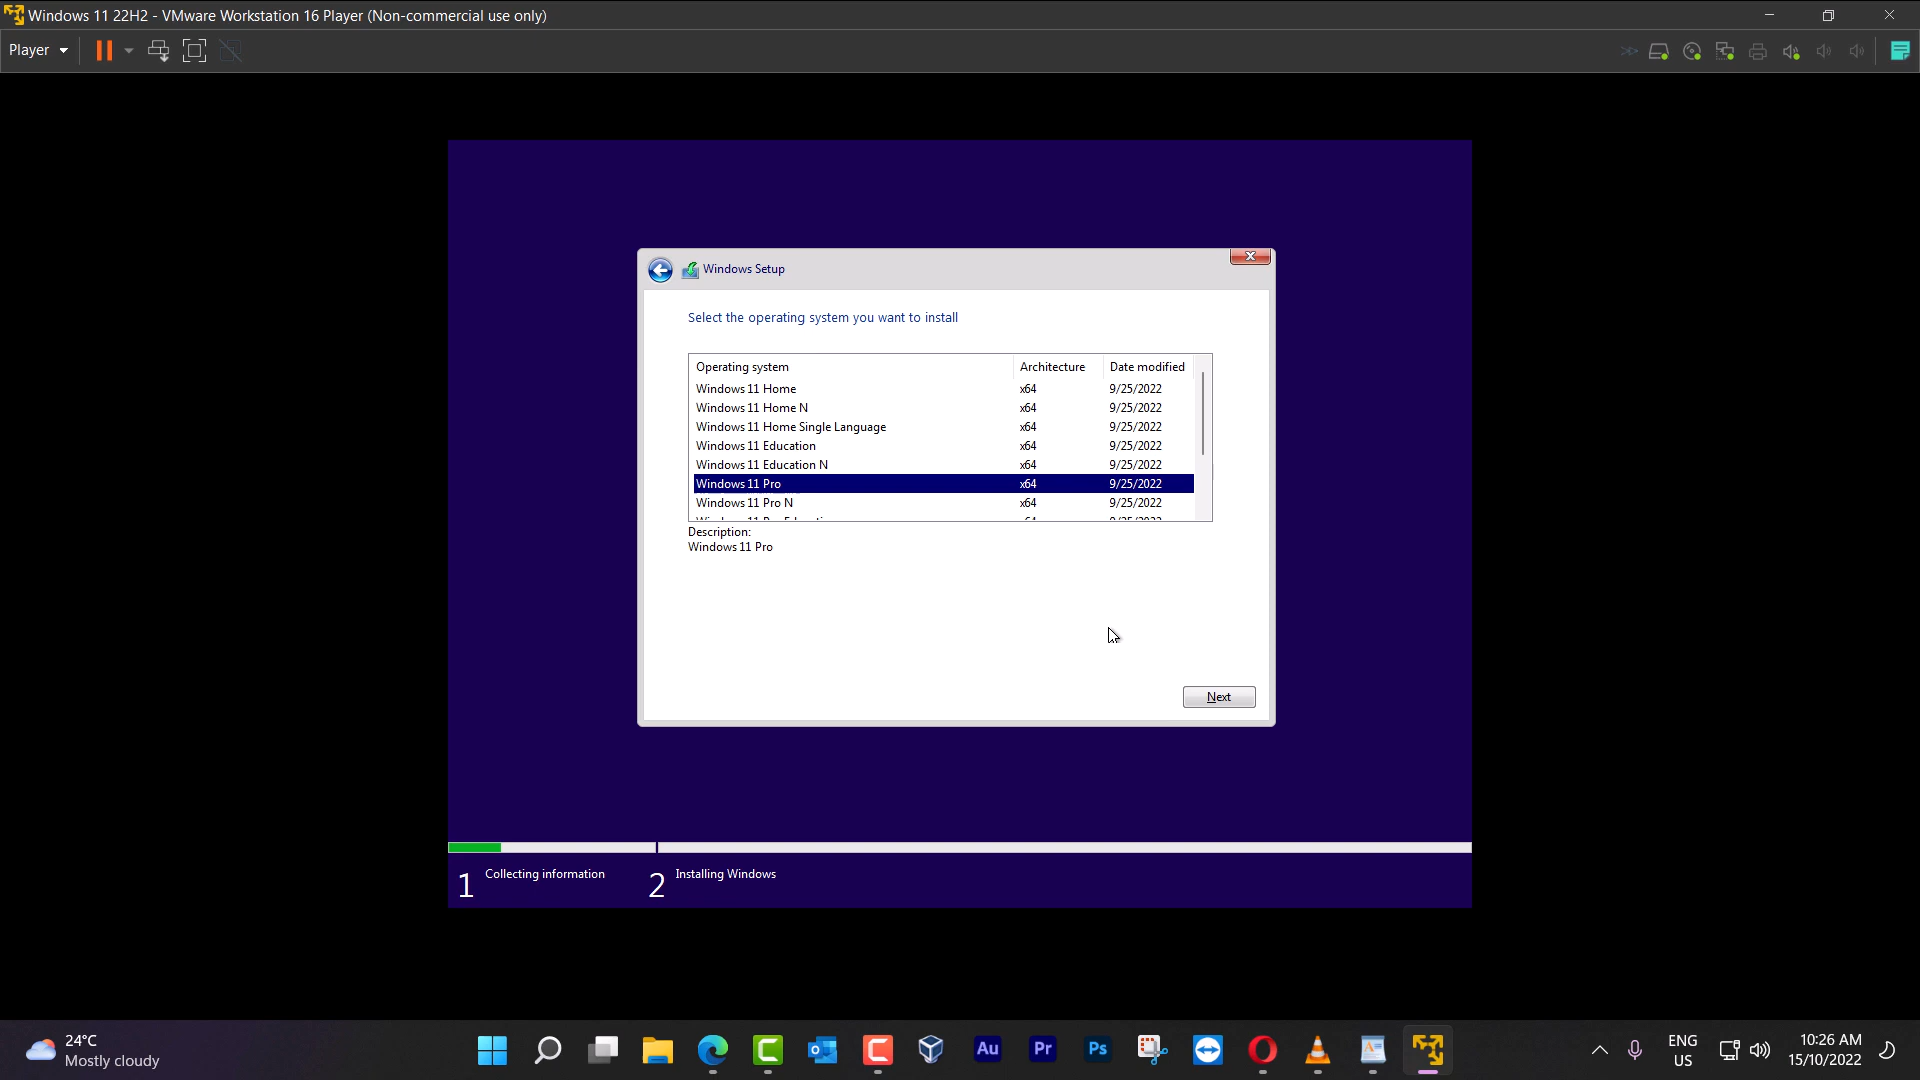 Windows 11 22H2 - VMware Workstation 16 Player (Non-commercial use only)
Player
Windows Setup
Select the operating system you want to install
Operating system Architecture Date modified
Windows 11 Home x64 9/25/2022
Windows 11 Home N x64 9/25/2022
Windows 11 Home Single Language x64 9/25/2022
Windows 11 Education x64 9/25/2022
Windows 11 Education N x64 9/25/2022
Windows 11 Pro x64 9/25/2022
Windows 11 Pro N x64 9/25/2022
Description:
Windows 11 Pro
Next
1 Collecting information 2 Installing Windows
24°C
Mostly cloudy
Au Pr Ps
ENG
US
10:26 AM
15/10/2022